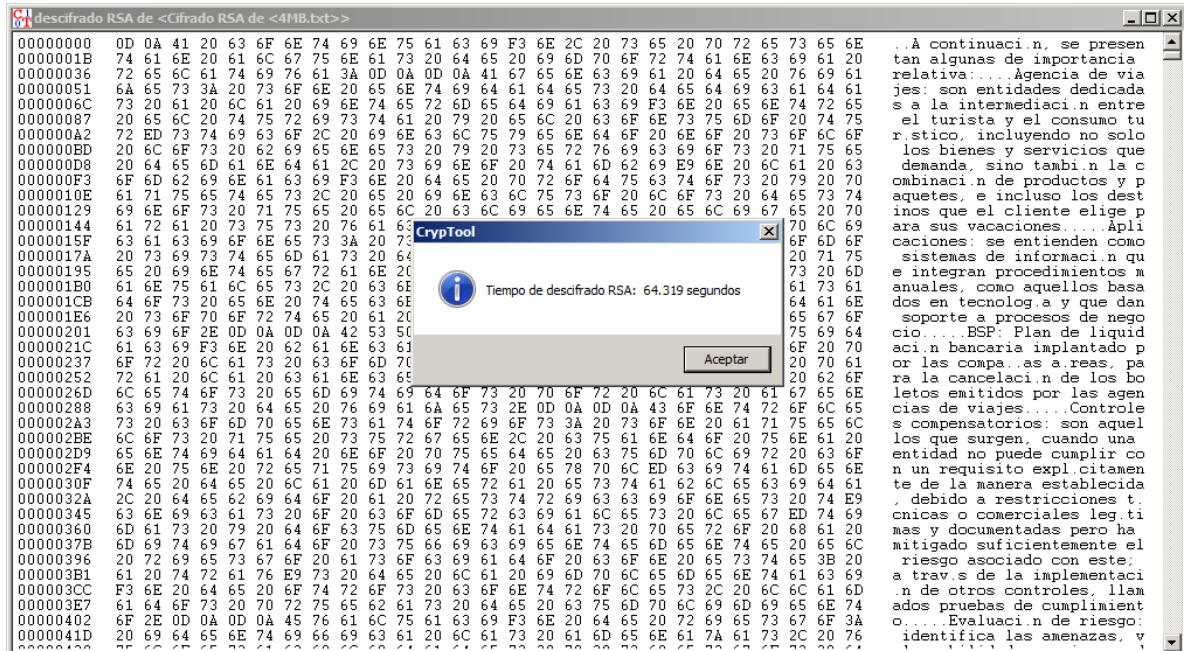 descifrado RSA de <Cifrado RSA de <4MB.txt>>
00000000 0D 0A 41 20 63 6F 6E 74 69 6E 75 61 63 69 F3 6E 2C 20 73 65 20 70 72 65 73 65 6E ..A continuaci.n, se presen
0000001B 74 61 6E 20 61 6C 67 75 6E 61 73 20 64 65 20 69 6D 70 6F 72 74 61 6E 63 69 61 20 tan algunas de importancia
00000036 72 65 6C 61 74 69 76 61 3A 0D 0A 0D 0A 41 67 65 6E 63 69 61 20 64 65 20 76 69 61 relativa:....Agencia de via
00000051 6A 65 73 3A 20 73 6F 6E 20 65 6E 74 69 64 61 64 65 73 20 64 65 64 69 63 61 64 61 jes: son entidades dedicada
0000006C 73 20 61 20 6C 61 20 69 6E 74 65 72 6D 65 64 69 61 63 69 F3 6E 20 65 6E 74 72 65 s a la intermediaci.n entre
00000087 20 65 6C 20 74 75 72 69 73 74 61 20 79 20 65 6C 20 63 6F 6E 73 75 6D 6F 20 74 75 el turista y el consumo tu
000000A2 72 ED 73 74 69 63 6F 2C 20 69 6E 63 6C 75 79 65 6E 64 6F 20 6E 6F 20 73 6F 6C 6F r.stico, incluyendo no solo
000000BD 20 6C 6F 73 20 62 69 65 6E 65 73 20 79 20 73 65 72 76 69 63 69 6F 73 20 71 75 65 los bienes y servicios que
000000D8 20 64 65 6D 61 6E 64 61 2C 20 73 69 6E 6F 20 74 61 6D 62 69 E9 6E 20 6C 61 20 63 demanda, sino tambi.n la c
000000F3 6F 6D 62 69 6E 61 63 69 F3 6E 20 64 65 20 70 72 6F 64 75 63 74 6F 73 20 79 20 70 ombinaci.n de productos y p
0000010E 61 71 75 65 74 65 73 2C 20 65 20 69 6E 63 6C 75 73 6F 20 6C 6F 73 20 64 65 73 74 aquetes, e incluso los dest
00000129 69 6E 6F 73 20 71 75 65 20 65 6C 20 63 6C 69 65 6E 74 65 20 65 6C 69 67 65 20 70 inos que el cliente elige p
00000144 61 72 61 20 73 75 73 20 76 61 63 70 6C 69 ara sus vacaciones.....Apli
0000015F 63 61 63 69 6F 6E 65 73 3A 20 73 6F 6D 6F caciones: se entienden como
0000017A 20 73 69 73 74 65 6D 61 73 20 64 20 71 75 sistemas de informaci.n qu
00000195 65 20 69 6E 74 65 67 72 61 6E 20 73 20 6D e integran procedimientos m
000001B0 61 6E 75 61 6C 65 73 2C 20 63 6F 61 73 61 anuales, como aquellos basa
000001CB 64 6F 73 20 65 6E 20 74 65 63 6E 64 61 6E dos en tecnolog.a y que dan
000001E6 20 73 6F 70 6F 72 74 65 20 61 20 65 67 6F soporte a procesos de nego
00000201 63 69 6F 2E 0D 0A 0D 0A 42 53 50 75 69 64 cio.....BSP: Plan de liquid
0000021C 61 63 69 F3 6E 20 62 61 6E 63 61 6F 20 70 aci.n bancaria implantado p
00000237 6F 72 20 6C 61 73 20 63 6F 6D 70 20 70 61 or las compa..as a.reas, pa
00000252 72 61 20 6C 61 20 63 61 6E 63 65 20 62 6F ra la cancelaci.n de los bo
CrypTool
Tiempo de descifrado RSA: 64.319 segundos
Aceptar
0000026D 6C 65 74 6F 73 20 65 6D 69 74 69 64 6F 73 20 70 6F 72 20 6C 61 73 20 61 67 65 6E letos emitidos por las agen
00000288 63 69 61 73 20 64 65 20 76 69 61 6A 65 73 2E 0D 0A 0D 0A 43 6F 6E 74 72 6F 6C 65 cias de viajes.....Controle
000002A3 73 20 63 6F 6D 70 65 6E 73 61 74 6F 72 69 6F 73 3A 20 73 6F 6E 20 61 71 75 65 6C s compensatorios: son aquel
000002BE 6C 6F 73 20 71 75 65 20 73 75 72 67 65 6E 2C 20 63 75 61 6E 64 6F 20 75 6E 61 20 los que surgen, cuando una
000002D9 65 6E 74 69 64 61 64 20 6E 6F 20 70 75 65 64 65 20 63 75 6D 70 6C 69 72 20 63 6F entidad no puede cumplir co
000002F4 6E 20 75 6E 20 72 65 71 75 69 73 69 74 6F 20 65 78 70 6C ED 63 69 74 61 6D 65 6E n un requisito expl.citamen
0000030F 74 65 20 64 65 20 6C 61 20 6D 61 6E 65 72 61 20 65 73 74 61 62 6C 65 63 69 64 61 te de la manera establecida
0000032A 2C 20 64 65 62 69 64 6F 20 61 20 72 65 73 74 72 69 63 63 69 6F 6E 65 73 20 74 E9 , debido a restricciones t.
00000345 63 6E 69 63 61 73 20 6F 20 63 6F 6D 65 72 63 69 61 6C 65 73 20 6C 65 67 ED 74 69 cnicas o comerciales leg.ti
00000360 6D 61 73 20 79 20 64 6F 63 75 6D 65 6E 74 61 64 61 73 20 70 65 72 6F 20 68 61 20 mas y documentadas pero ha
0000037B 6D 69 74 69 67 61 64 6F 20 73 75 66 69 63 69 65 6E 74 65 6D 65 6E 74 65 20 65 6C mitigado suficientemente el
00000396 20 72 69 65 73 67 6F 20 61 73 6F 63 69 61 64 6F 20 63 6F 6E 20 65 73 74 65 3B 20 riesgo asociado con este;
000003B1 61 20 74 72 61 76 E9 73 20 64 65 20 6C 61 20 69 6D 70 6C 65 6D 65 6E 74 61 63 69 a trav.s de la implementaci
000003CC F3 6E 20 64 65 20 6F 74 72 6F 73 20 63 6F 6E 74 72 6F 6C 65 73 2C 20 6C 6C 61 6D .n de otros controles, llam
000003E7 61 64 6F 73 20 70 72 75 65 62 61 73 20 64 65 20 63 75 6D 70 6C 69 6D 69 65 6E 74 ados pruebas de cumplimient
00000402 6F 2E 0D 0A 0D 0A 45 76 61 6C 75 61 63 69 F3 6E 20 64 65 20 72 69 65 73 67 6F 3A o.....Evaluaci.n de riesgo:
0000041D 20 69 64 65 6E 74 69 66 69 63 61 20 6C 61 73 20 61 6D 65 6E 61 7A 61 73 2C 20 76 identifica las amenazas, v